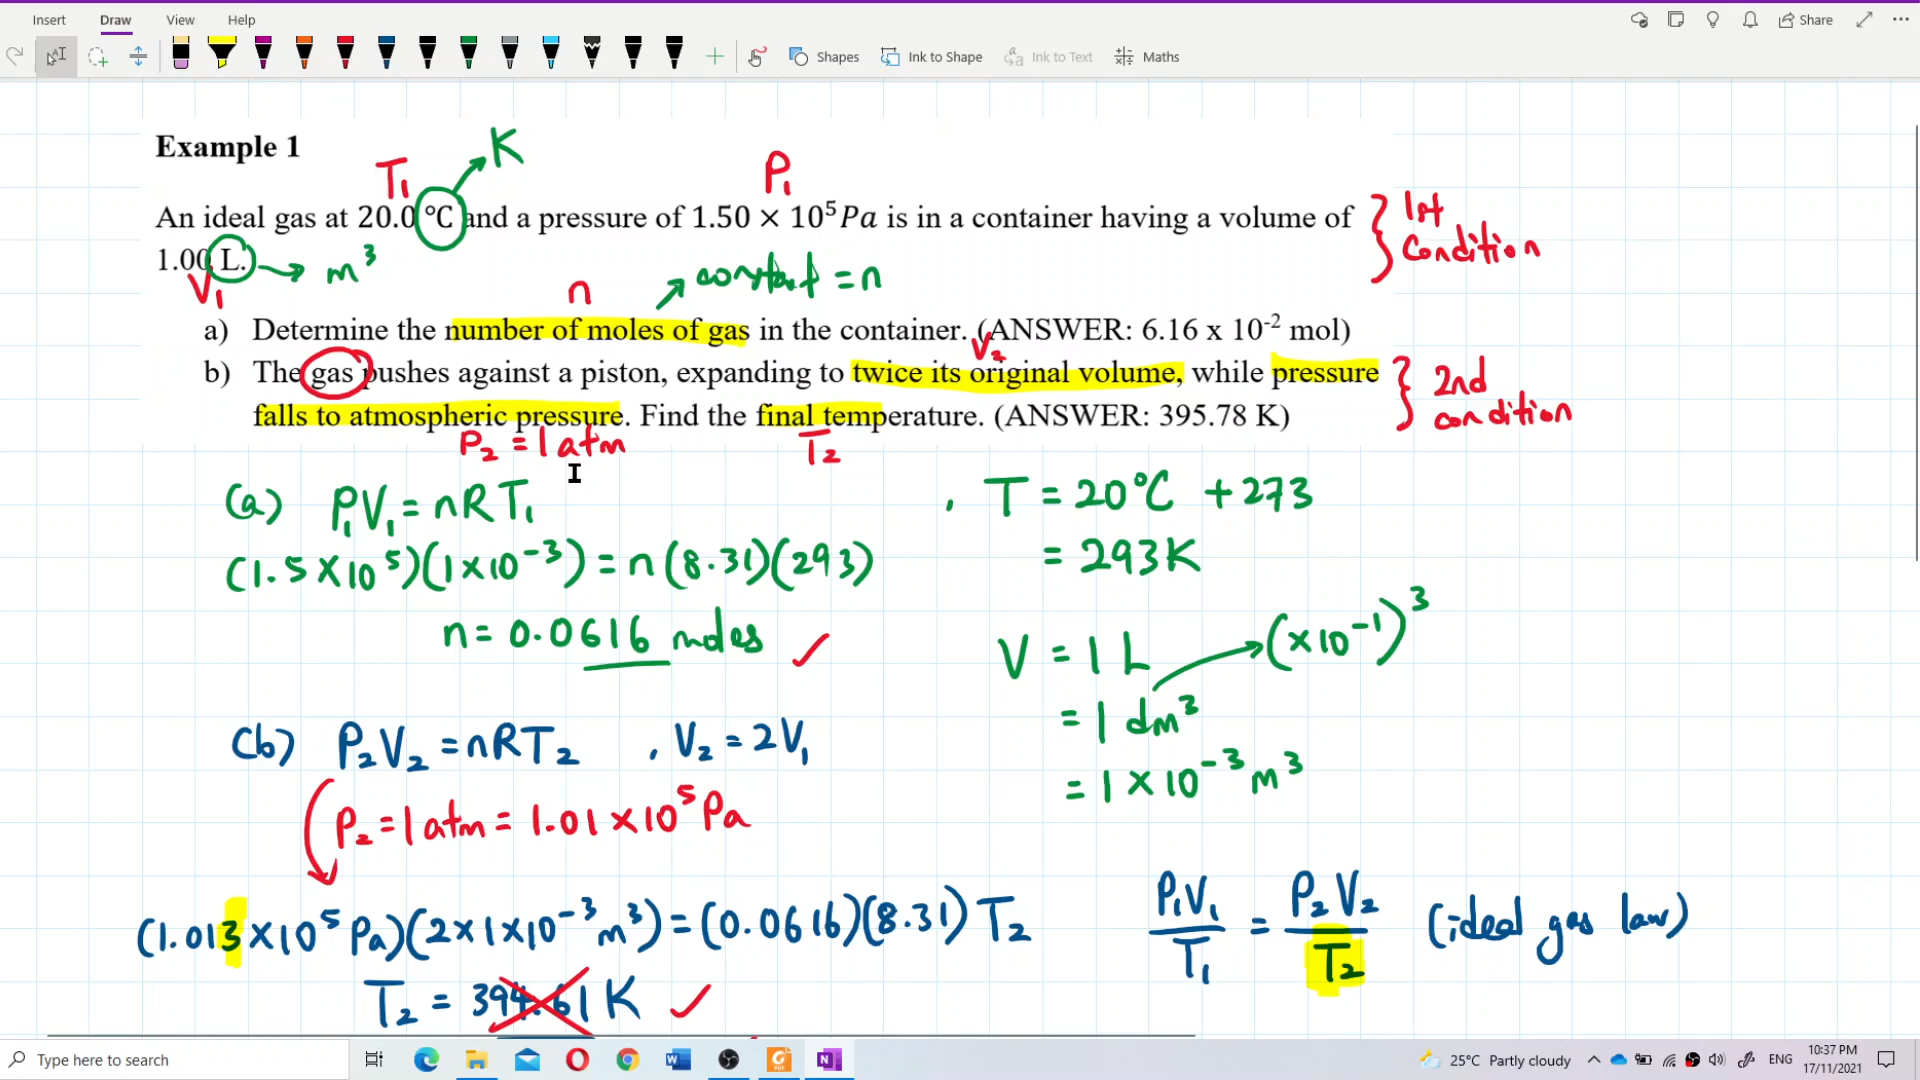 Insert Draw View Help
Share
Shapes Ink to Shape Ink to Text Maths
Example 1
K
T₁
P₁
An ideal gas at 20.0 °C and a pressure of 1.50 × 10⁵ Pa is in a container having a volume of
1.00 L.
→ m³
V₁
1st
Condition
n
constant = n
a) Determine the number of moles of gas in the container. (ANSWER: 6.16 x 10⁻² mol)
V₂
b) The gas pushes against a piston, expanding to twice its original volume, while pressure
falls to atmospheric pressure. Find the final temperature. (ANSWER: 395.78 K)
2nd
condition
P₂ = 1 atm
T₂
(a) P₁V₁ = nRT₁
(1.5 × 10⁵)(1 × 10⁻³) = n (8.31)(293)
n = 0.0616 moles ✓
, T = 20°C + 273
= 293K
V = 1 L → (×10⁻¹)³
= 1 dm³
= 1 × 10⁻³ m³
(b) P₂V₂ = nRT₂ , V₂ = 2V₁
P₂ = 1 atm = 1.01 × 10⁵ Pa
(1.013 × 10⁵ Pa)(2 × 1 × 10⁻³ m³) = (0.0616)(8.31) T₂
T₂ = 394.61 K ✓
P₁V₁/T₁ = P₂V₂/T₂ (ideal gas law)
Type here to search
25°C Partly cloudy
ENG
10:37 PM
17/11/2021